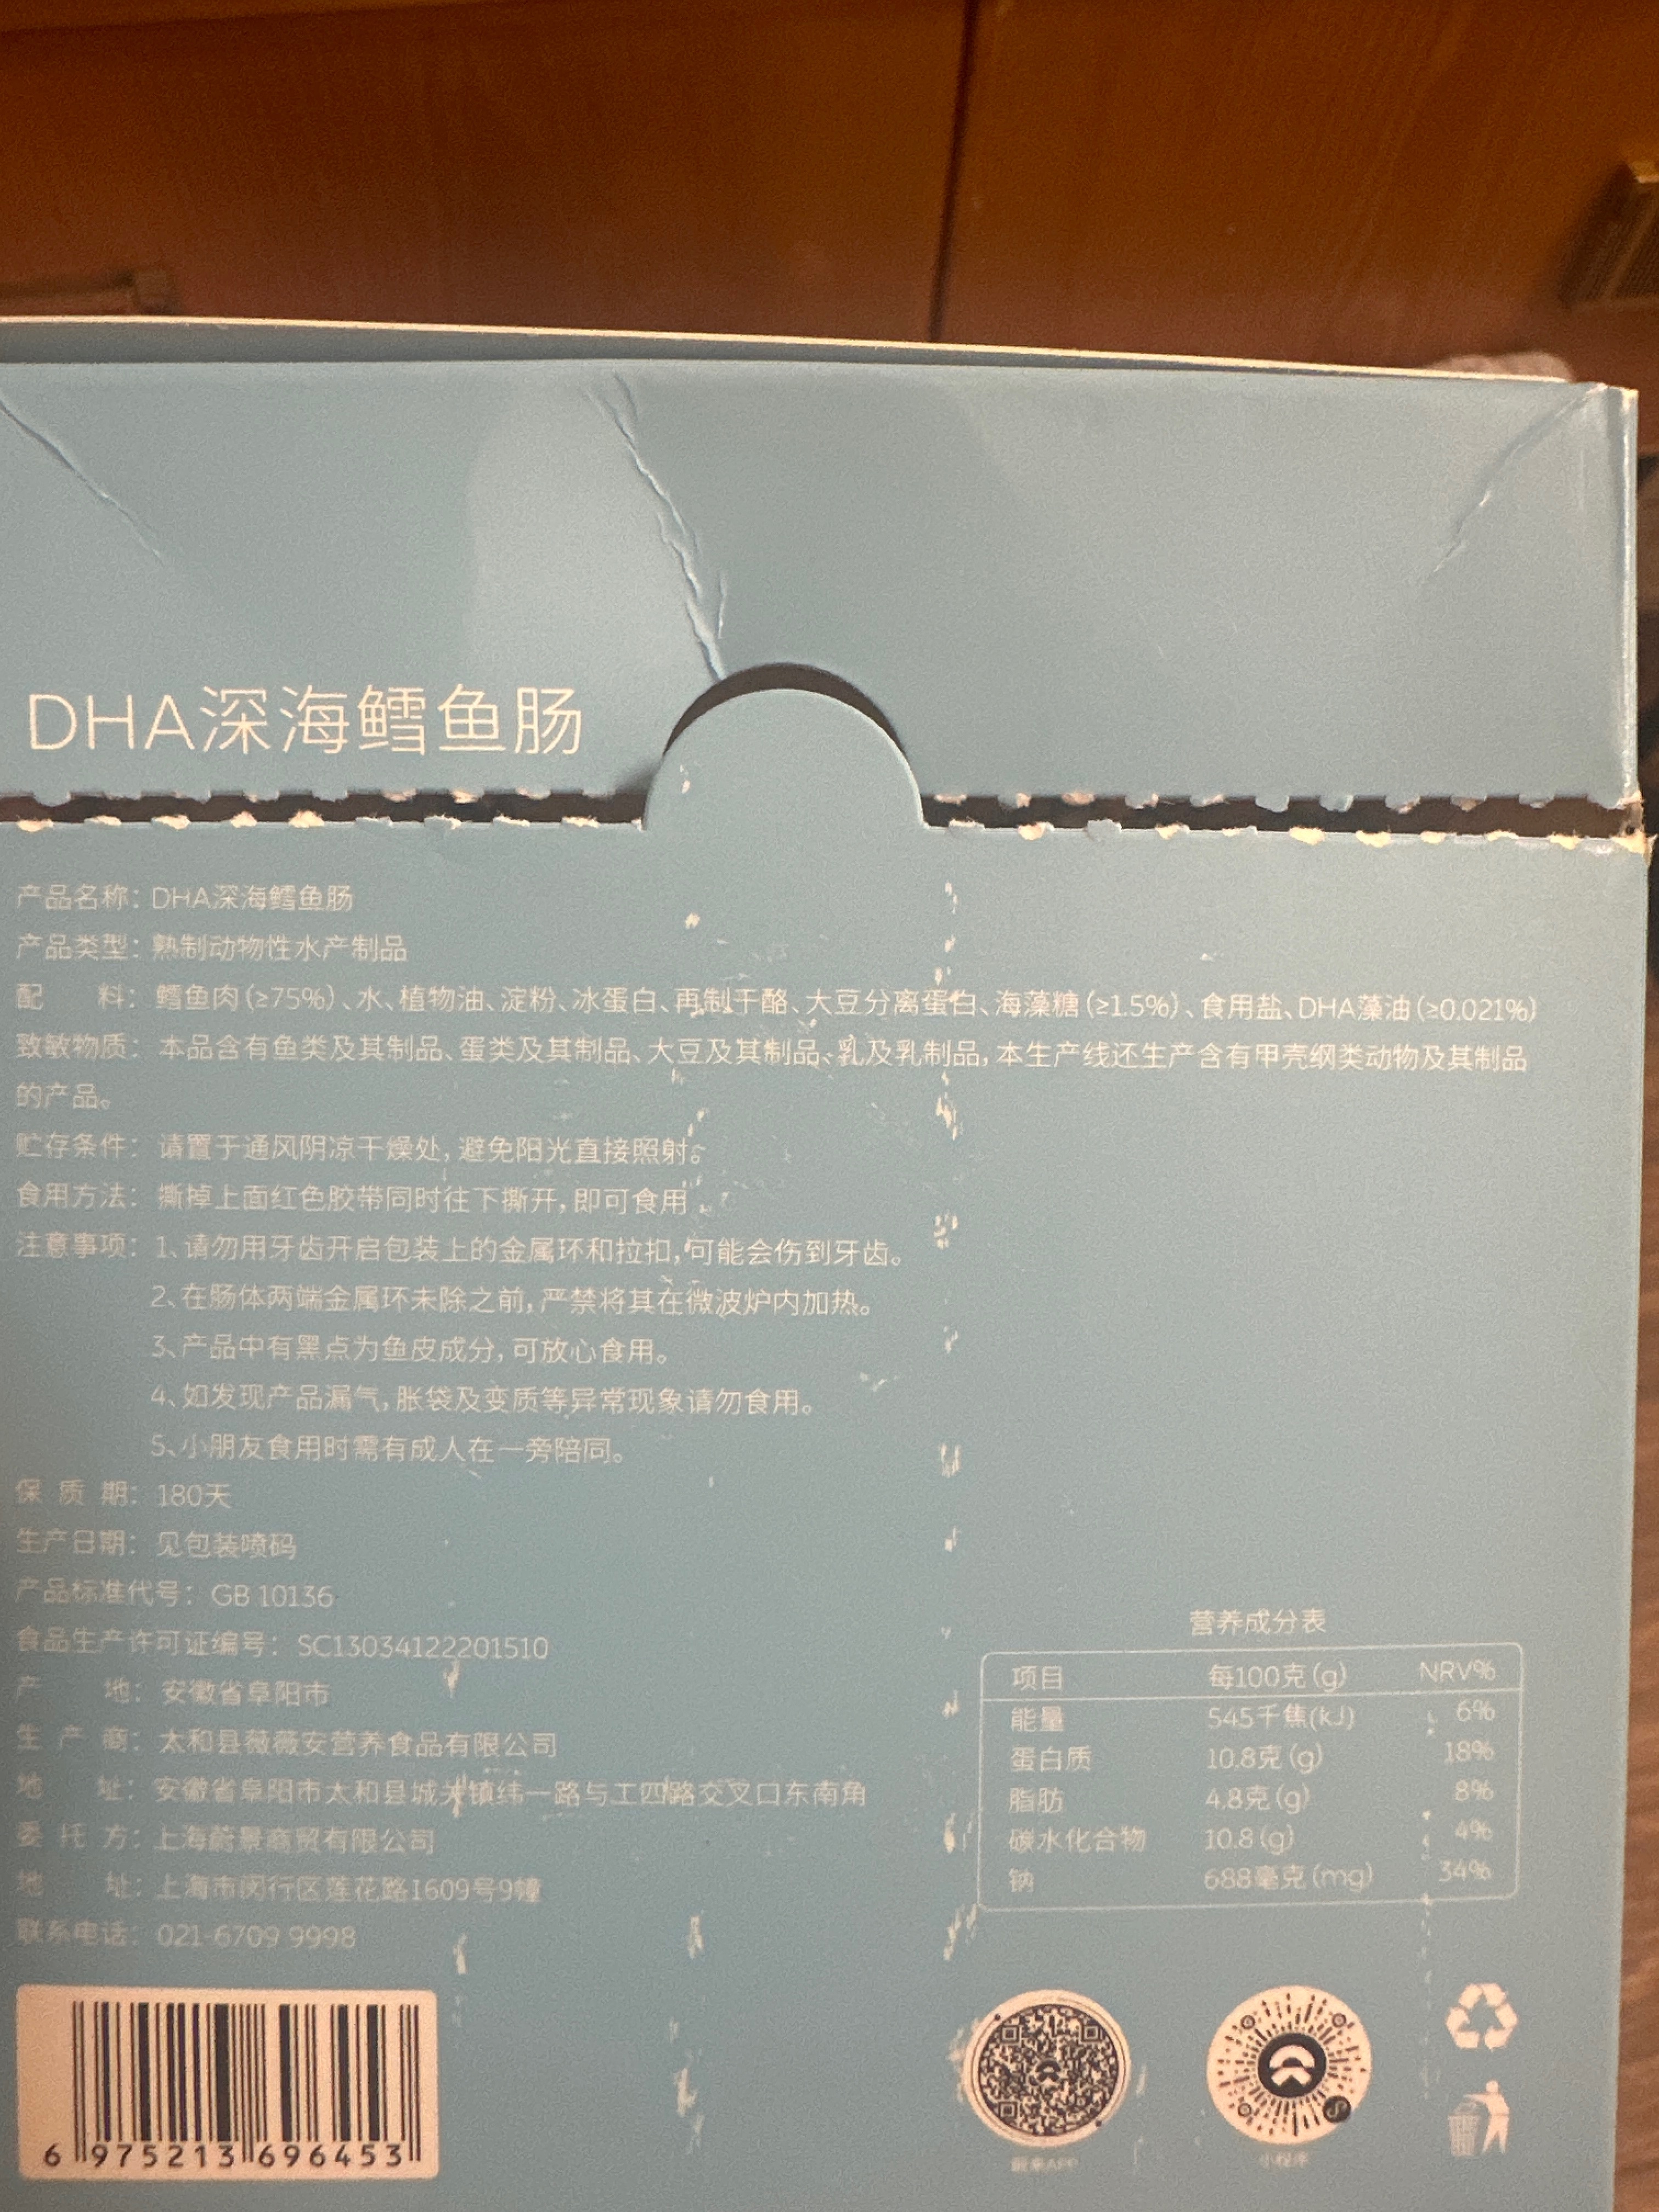 DHA深海鳕鱼肠
产品名称：DHA深海鳕鱼肠
产品类型：熟制动物性水产制品
配料：鳕鱼肉(≥75%)、水、植物油、淀粉、冰蛋白、再制干酪、大豆分离蛋白、海藻糖(≥1.5%)、食用盐、DHA藻油(≥0.021%)
致敏物质：本品含有鱼类及其制品、蛋类及其制品、大豆及其制品、乳及乳制品,本生产线还生产含有甲壳纲类动物及其制品
的产品。
贮存条件：请置于通风阴凉干燥处,避免阳光直接照射。
食用方法：撕掉上面红色胶带同时往下撕开,即可食用。
注意事项：1、请勿用牙齿开启包装上的金属环和拉扣,可能会伤到牙齿。
2、在肠体两端金属环未除之前,严禁将其在微波炉内加热。
3、产品中有黑点为鱼皮成分,可放心食用。
4、如发现产品漏气,胀袋及变质等异常现象请勿食用。
5、小朋友食用时需有成人在一旁陪同。
保质期：180天
生产日期：见包装喷码
产品标准代号：GB 10136
食品生产许可证编号：SC13034122201510
产地：安徽省阜阳市
生产商：太和县薇薇安营养食品有限公司
地址：安徽省阜阳市太和县城关镇纬一路与工四路交叉口东南角
委托方：上海蔚景商贸有限公司
地址：上海市闵行区莲花路1609号9幢
联系电话：021-6709 9998
营养成分表
项目 每100克(g) NRV%
能量 545千焦(kJ) 6%
蛋白质 10.8克(g) 18%
脂肪 4.8克(g) 8%
碳水化合物 10.8(g) 4%
钠 688毫克(mg) 34%
6 975213 696453
蔚来APP
小程序